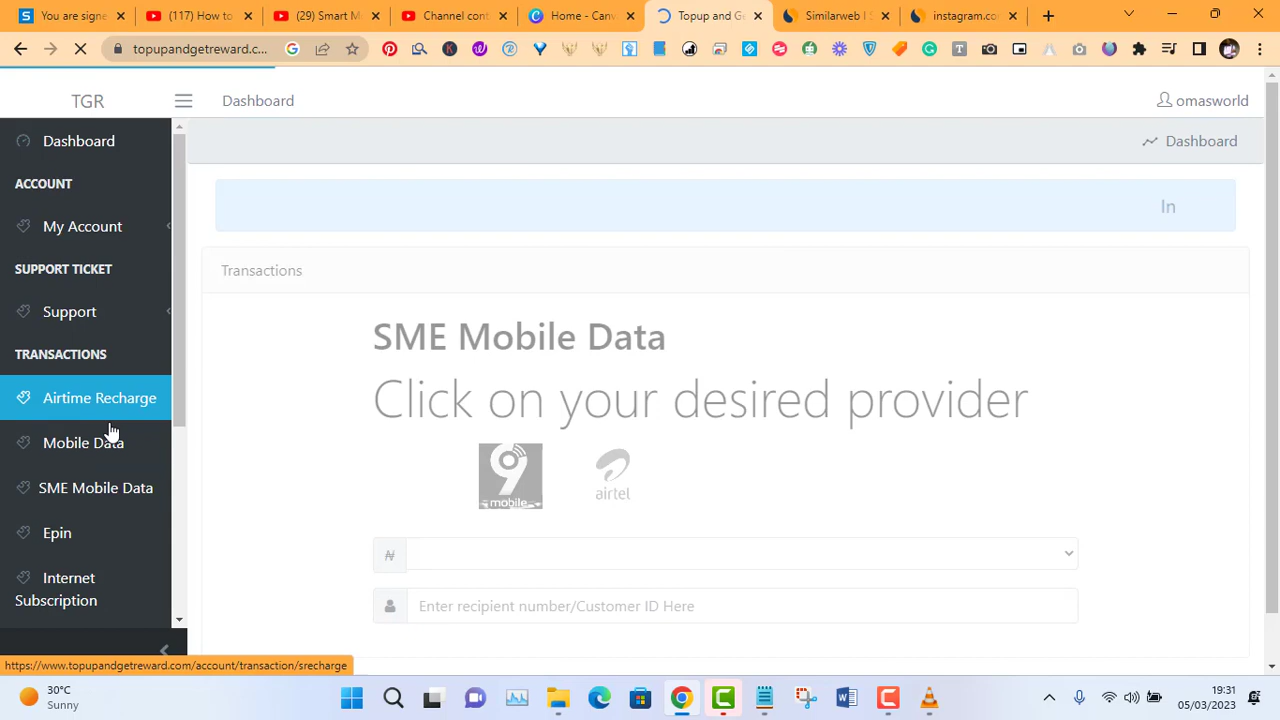 You are signe
(117) How to
(29) Smart M
Channel cont
Home - Canv
Topup and Ge
Similarweb | S
instagram.co
topupandgetreward.c...
TGR
Dashboard
omasworld
Dashboard
Dashboard
ACCOUNT
In
My Account
SUPPORT TICKET
Transactions
Support
SME Mobile Data
TRANSACTIONS
Click on your desired provider
Airtime Recharge
Mobile Data
9
mobile
airtel
SME Mobile Data
Epin
₦
Internet
Subscription
Enter recipient number/Customer ID Here
https://www.topupandgetreward.com/account/transaction/srecharge
30°C
Sunny
19:31
05/03/2023